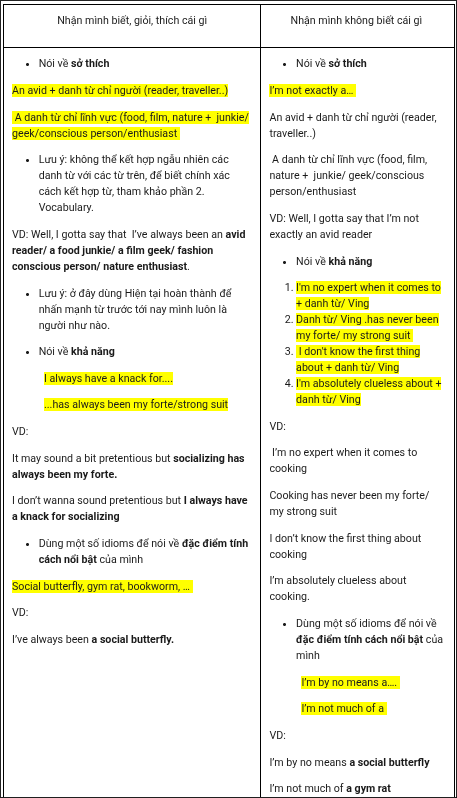 Nhận mình biết, giỏi, thích cái gì
Nhận mình không biết cái gì
• Nói về sở thích
An avid + danh từ chỉ người (reader, traveller..)
A danh từ chỉ lĩnh vực (food, film, nature + junkie/
geek/conscious person/enthusiast
• Lưu ý: không thể kết hợp ngẫu nhiên các
danh từ với các từ trên, để biết chính xác
cách kết hợp từ, tham khảo phần 2.
Vocabulary.
VD: Well, I gotta say that I've always been an avid
reader/ a food junkie/ a film geek/ fashion
conscious person/ nature enthusiast.
• Lưu ý: ở đây dùng Hiện tại hoàn thành để
nhấn mạnh từ trước tới nay mình luôn là
người như nào.
• Nói về khả năng
I always have a knack for....
...has always been my forte/strong suit
VD:
It may sound a bit pretentious but socializing has
always been my forte.
I don't wanna sound pretentious but I always have
a knack for socializing
• Dùng một số idioms để nói về đặc điểm tính
cách nổi bật của mình
Social butterfly, gym rat, bookworm, …
VD:
I've always been a social butterfly.
• Nói về sở thích
I'm not exactly a…
An avid + danh từ chỉ người (reader,
traveller..)
A danh từ chỉ lĩnh vực (food, film,
nature + junkie/ geek/conscious
person/enthusiast
VD: Well, I gotta say that I'm not
exactly an avid reader
• Nói về khả năng
1. I'm no expert when it comes to
+ danh từ/ Ving
2. Danh từ/ Ving .has never been
my forte/ my strong suit
3. I don't know the first thing
about + danh từ/ Ving
4. I'm absolutely clueless about +
danh từ/ Ving
VD:
I'm no expert when it comes to
cooking
Cooking has never been my forte/
my strong suit
I don't know the first thing about
cooking
I'm absolutely clueless about
cooking.
• Dùng một số idioms để nói về
đặc điểm tính cách nổi bật của
mình
I'm by no means a….
I'm not much of a
VD:
I'm by no means a social butterfly
I'm not much of a gym rat